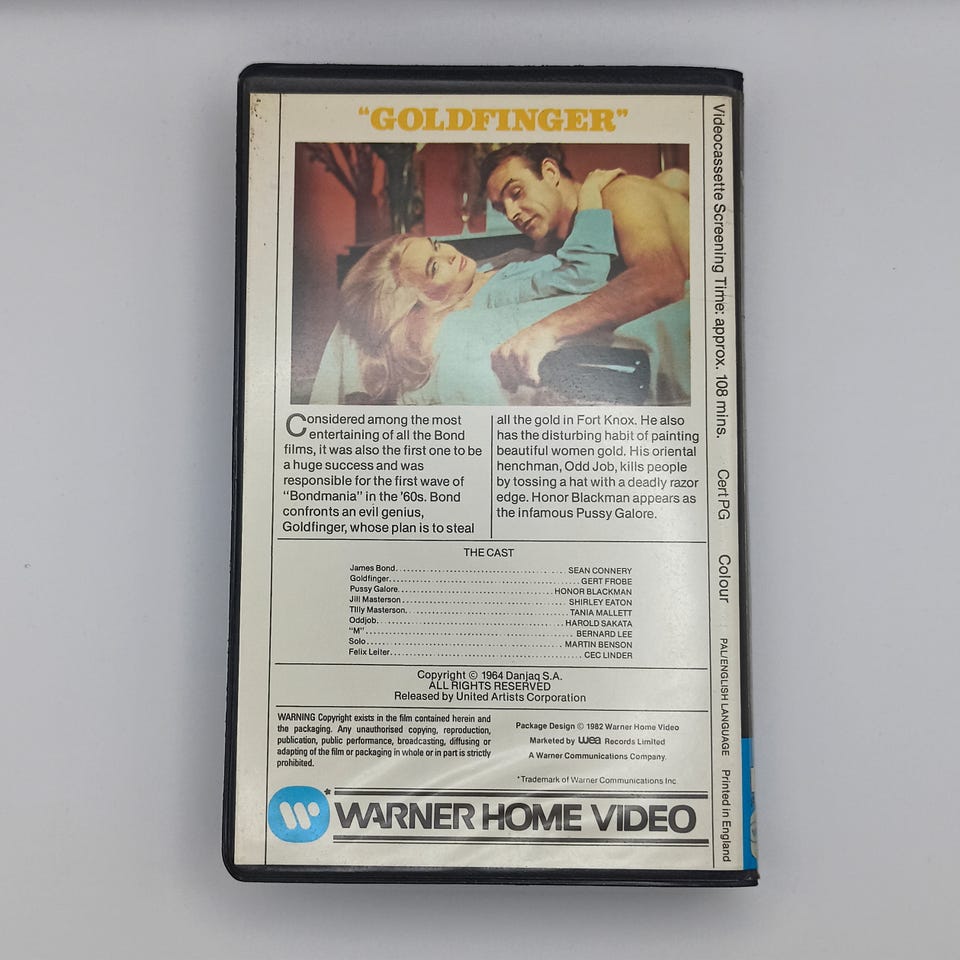 "GOLDFINGER"
Considered among the most
entertaining of all the Bond
films, it was also the first one to be
a huge success and was
responsible for the first wave of
"Bondmania" in the '60s. Bond
confronts an evil genius,
Goldfinger, whose plan is to steal
all the gold in Fort Knox. He also
has the disturbing habit of painting
beautiful women gold. His oriental
henchman, Odd Job, kills people
by tossing a hat with a deadly razor
edge. Honor Blackman appears as
the infamous Pussy Galore.
THE CAST
James Bond SEAN CONNERY
Goldfinger GERT FROBE
Pussy Galore HONOR BLACKMAN
Jill Masterson SHIRLEY EATON
Tilly Masterson TANIA MALLETT
Oddjob HAROLD SAKATA
"M" BERNARD LEE
Solo MARTIN BENSON
Felix Leiter CEC LINDER
Copyright © 1964 Danjaq S.A.
ALL RIGHTS RESERVED
Released by United Artists Corporation
WARNING Copyright exists in the film contained herein and
the packaging. Any unauthorised copying, reproduction,
publication, public performance, broadcasting, diffusing or
adapting of the film or packaging in whole or in part is strictly
prohibited.
Package Design © 1982 Warner Home Video
Marketed by wea Records Limited
A Warner Communications Company.
*Trademark of Warner Communications Inc.
* WARNER HOME VIDEO
Videocassette Screening Time: approx. 108 mins. Cert PG Colour PAL/ENGLISH LANGUAGE Printed in England